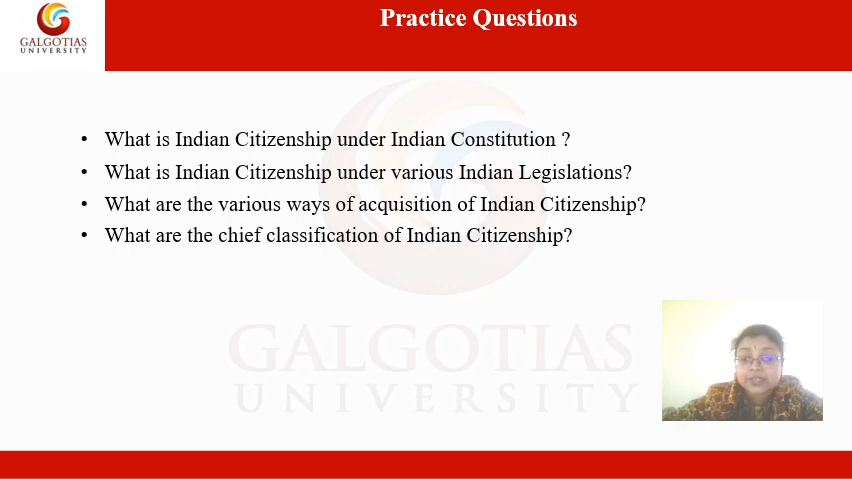 Practice Questions
GALGOTIAS
UNIVERSITY
• What is Indian Citizenship under Indian Constitution ?
• What is Indian Citizenship under various Indian Legislations?
• What are the various ways of acquisition of Indian Citizenship?
• What are the chief classification of Indian Citizenship?
GALGOTIAS
UNIVERSITY